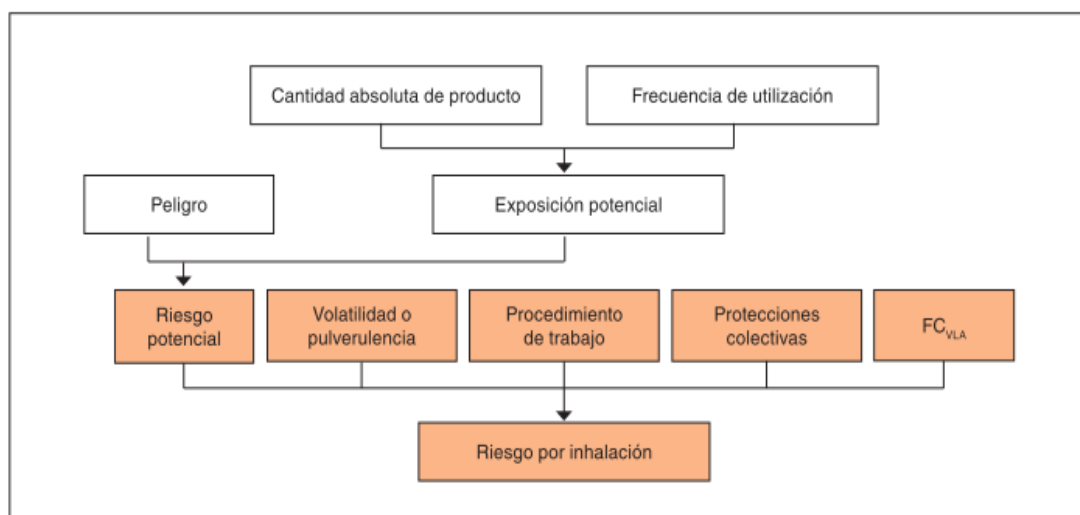 Cantidad absoluta de producto
Frecuencia de utilización
Peligro
Exposición potencial
Riesgo
potencial
Volatilidad o
pulverulencia
Procedimiento
de trabajo
Protecciones
colectivas
FC_VLA
Riesgo por inhalación